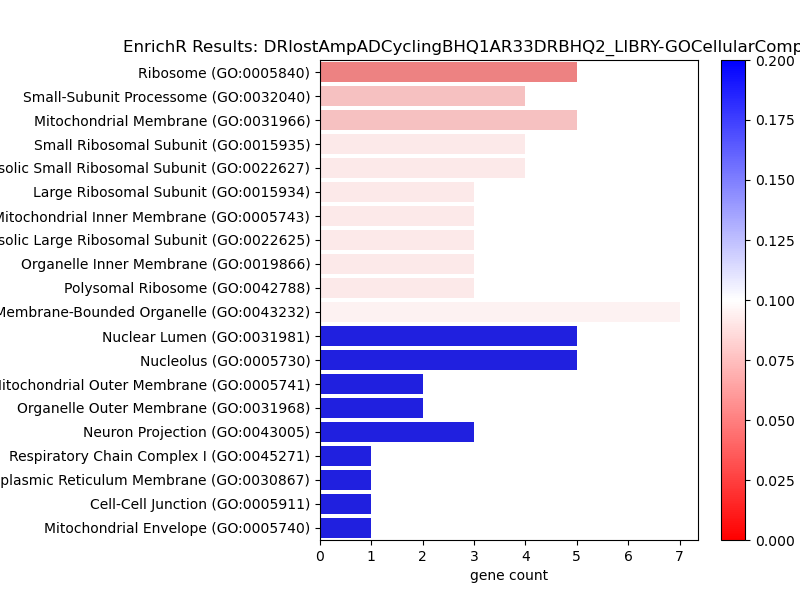 EnrichR Results: DRlostAmpADCyclingBHQ1AR33DRBHQ2_LIBRY-GOCellularComp
Ribosome (GO:0005840)
Small-Subunit Processome (GO:0032040)
Mitochondrial Membrane (GO:0031966)
Small Ribosomal Subunit (GO:0015935)
solic Small Ribosomal Subunit (GO:0022627)
Large Ribosomal Subunit (GO:0015934)
Mitochondrial Inner Membrane (GO:0005743)
solic Large Ribosomal Subunit (GO:0022625)
Organelle Inner Membrane (GO:0019866)
Polysomal Ribosome (GO:0042788)
Membrane-Bounded Organelle (GO:0043232)
Nuclear Lumen (GO:0031981)
Nucleolus (GO:0005730)
Mitochondrial Outer Membrane (GO:0005741)
Organelle Outer Membrane (GO:0031968)
Neuron Projection (GO:0043005)
Respiratory Chain Complex I (GO:0045271)
plasmic Reticulum Membrane (GO:0030867)
Cell-Cell Junction (GO:0005911)
Mitochondrial Envelope (GO:0005740)
0 1 2 3 4 5 6 7
gene count
0.200
0.175
0.150
0.125
0.100
0.075
0.050
0.025
0.000